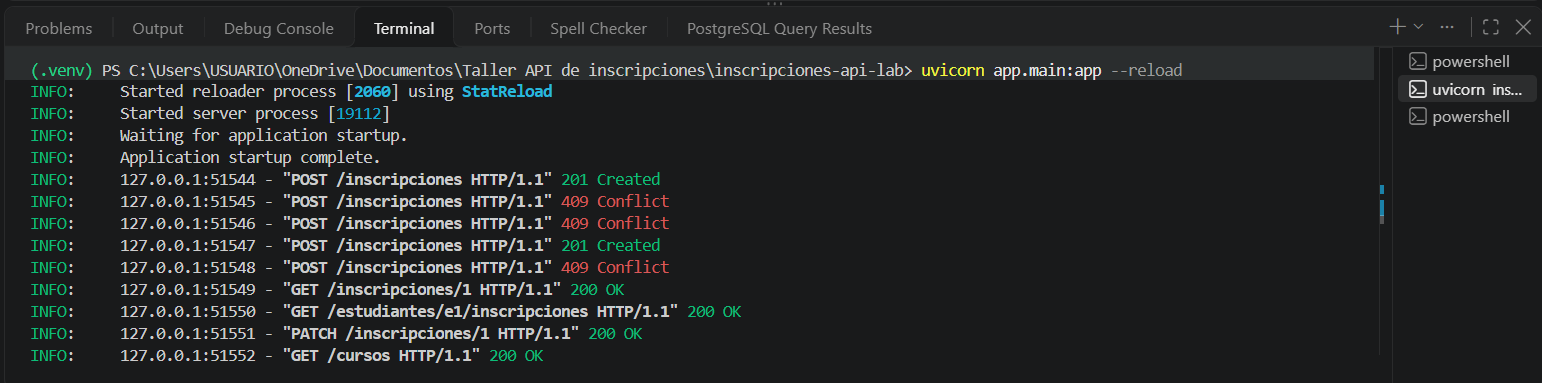 Problems Output Debug Console Terminal Ports Spell Checker PostgreSQL Query Results
(.venv) PS C:\Users\USUARIO\OneDrive\Documentos\Taller API de inscripciones\inscripciones-api-lab> uvicorn app.main:app --reload
INFO: Started reloader process [2060] using StatReload
INFO: Started server process [19112]
INFO: Waiting for application startup.
INFO: Application startup complete.
INFO: 127.0.0.1:51544 - "POST /inscripciones HTTP/1.1" 201 Created
INFO: 127.0.0.1:51545 - "POST /inscripciones HTTP/1.1" 409 Conflict
INFO: 127.0.0.1:51546 - "POST /inscripciones HTTP/1.1" 409 Conflict
INFO: 127.0.0.1:51547 - "POST /inscripciones HTTP/1.1" 201 Created
INFO: 127.0.0.1:51548 - "POST /inscripciones HTTP/1.1" 409 Conflict
INFO: 127.0.0.1:51549 - "GET /inscripciones/1 HTTP/1.1" 200 OK
INFO: 127.0.0.1:51550 - "GET /estudiantes/e1/inscripciones HTTP/1.1" 200 OK
INFO: 127.0.0.1:51551 - "PATCH /inscripciones/1 HTTP/1.1" 200 OK
INFO: 127.0.0.1:51552 - "GET /cursos HTTP/1.1" 200 OK
powershell
uvicorn ins...
powershell